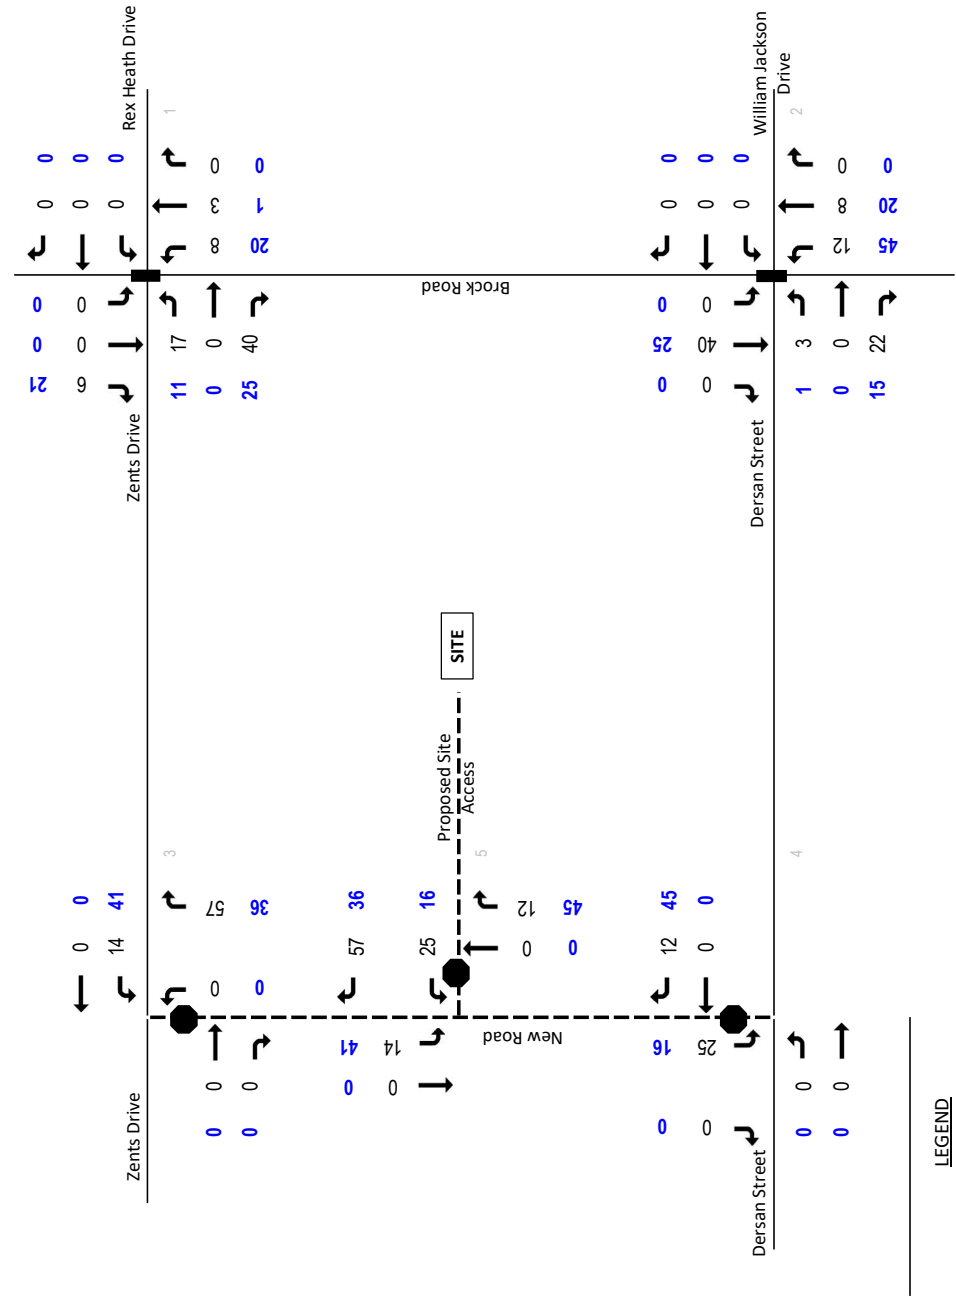 Rex Heath Drive
1
0 0 0
0 0 0
0 0 0
3 8
1 20
0 0 21
0 0 6
17 0 40
11 0 25
Brock Road
Zents Drive
William Jackson
Drive
2
0 0 0
0 0 0
0 8 12
0 20 45
0 25 0
0 40 0
3 0 22
1 0 15
Dersan Street
SITE
Proposed Site
Access
3
0 41
0 14
57 0
36 0
0 0
0 0
Zents Drive
5
36 16
57 25
12 0
45 0
41 0
14 0
New Road
4
45 0
12 0
16 0
25 0
0 0
0 0
Dersan Street
LEGEND